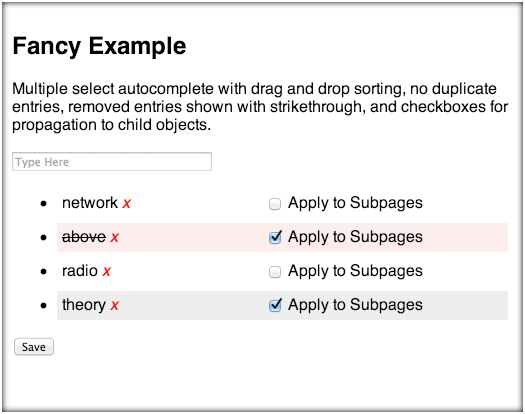 Fancy Example
Multiple select autocomplete with drag and drop sorting, no duplicate
entries, removed entries shown with strikethrough, and checkboxes for
propagation to child objects.
Type Here
network x Apply to Subpages
above x Apply to Subpages
radio x Apply to Subpages
theory x Apply to Subpages
Save